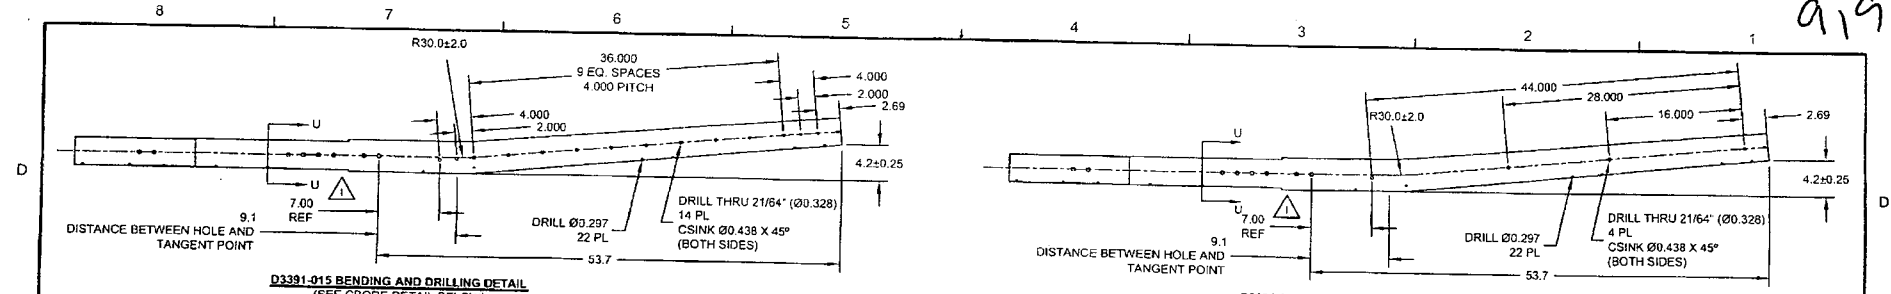 8 7 6 5 4 3 2 1
9,9
D
R30.0±2.0
36.000
9 EQ. SPACES
4.000 PITCH
4.000
2.000
2.69
4.000
2.000
U
U
1
4.2±0.25
7.00
REF
9.1
DISTANCE BETWEEN HOLE AND
TANGENT POINT
DRILL Ø0.297
22 PL
DRILL THRU 21/64" (Ø0.328)
14 PL
CSINK Ø0.438 X 45º
(BOTH SIDES)
53.7
D3391-015 BENDING AND DRILLING DETAIL
44.000
28.000
16.000
2.69
R30.0±2.0
U
U
1
4.2±0.25
7.00
REF
9.1
DISTANCE BETWEEN HOLE AND
TANGENT POINT
DRILL Ø0.297
22 PL
DRILL THRU 21/64" (Ø0.328)
4 PL
CSINK Ø0.438 X 45º
(BOTH SIDES)
53.7
D